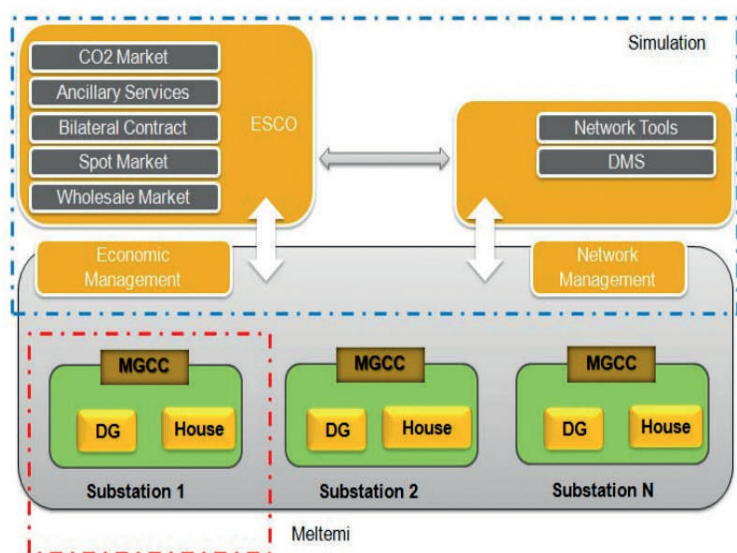 Simulation
CO2 Market
Ancillary Services
Bilateral Contract
Spot Market
Wholesale Market
ESCO
Network Tools
DMS
Economic
Management
Network
Management
MGCC
DG
House
Substation 1
MGCC
DG
House
Substation 2
MGCC
DG
House
Substation N
Meltemi